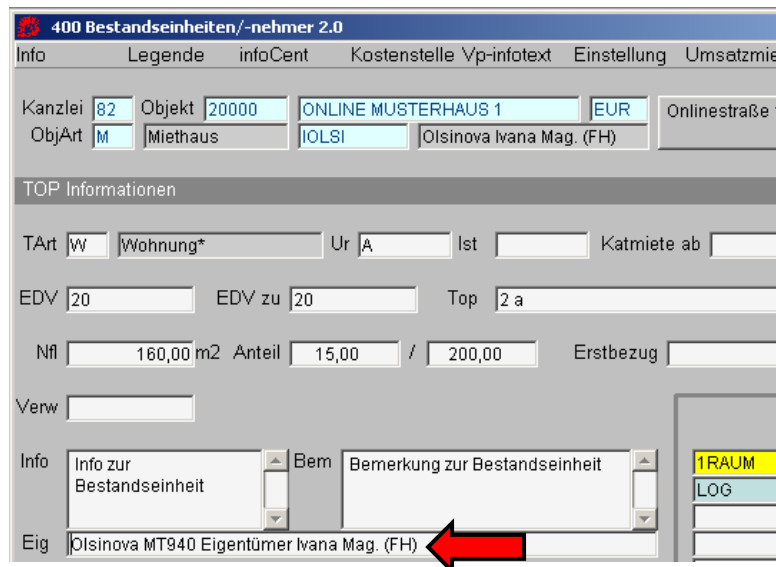 400 Bestandseinheiten/-nehmer 2.0
Info Legende infoCent Kostenstelle Vp-infotext Einstellung Umsatzmie
Kanzlei 82 Objekt 20000 ONLINE MUSTERHAUS 1 EUR Onlinestraße
ObjArt M Miethaus IOLSI Olsinova Ivana Mag. (FH)
TOP Informationen
TArt W Wohnung* Ur A Ist Katmiete ab
EDV 20 EDV zu 20 Top 2 a
Nfl 160,00 m2 Anteil 15,00 / 200,00 Erstbezug
Verw
Info Info zur Bem Bemerkung zur Bestandseinheit 1RAUM
Bestandseinheit LOG
Eig Olsinova MT940 Eigentümer Ivana Mag. (FH)